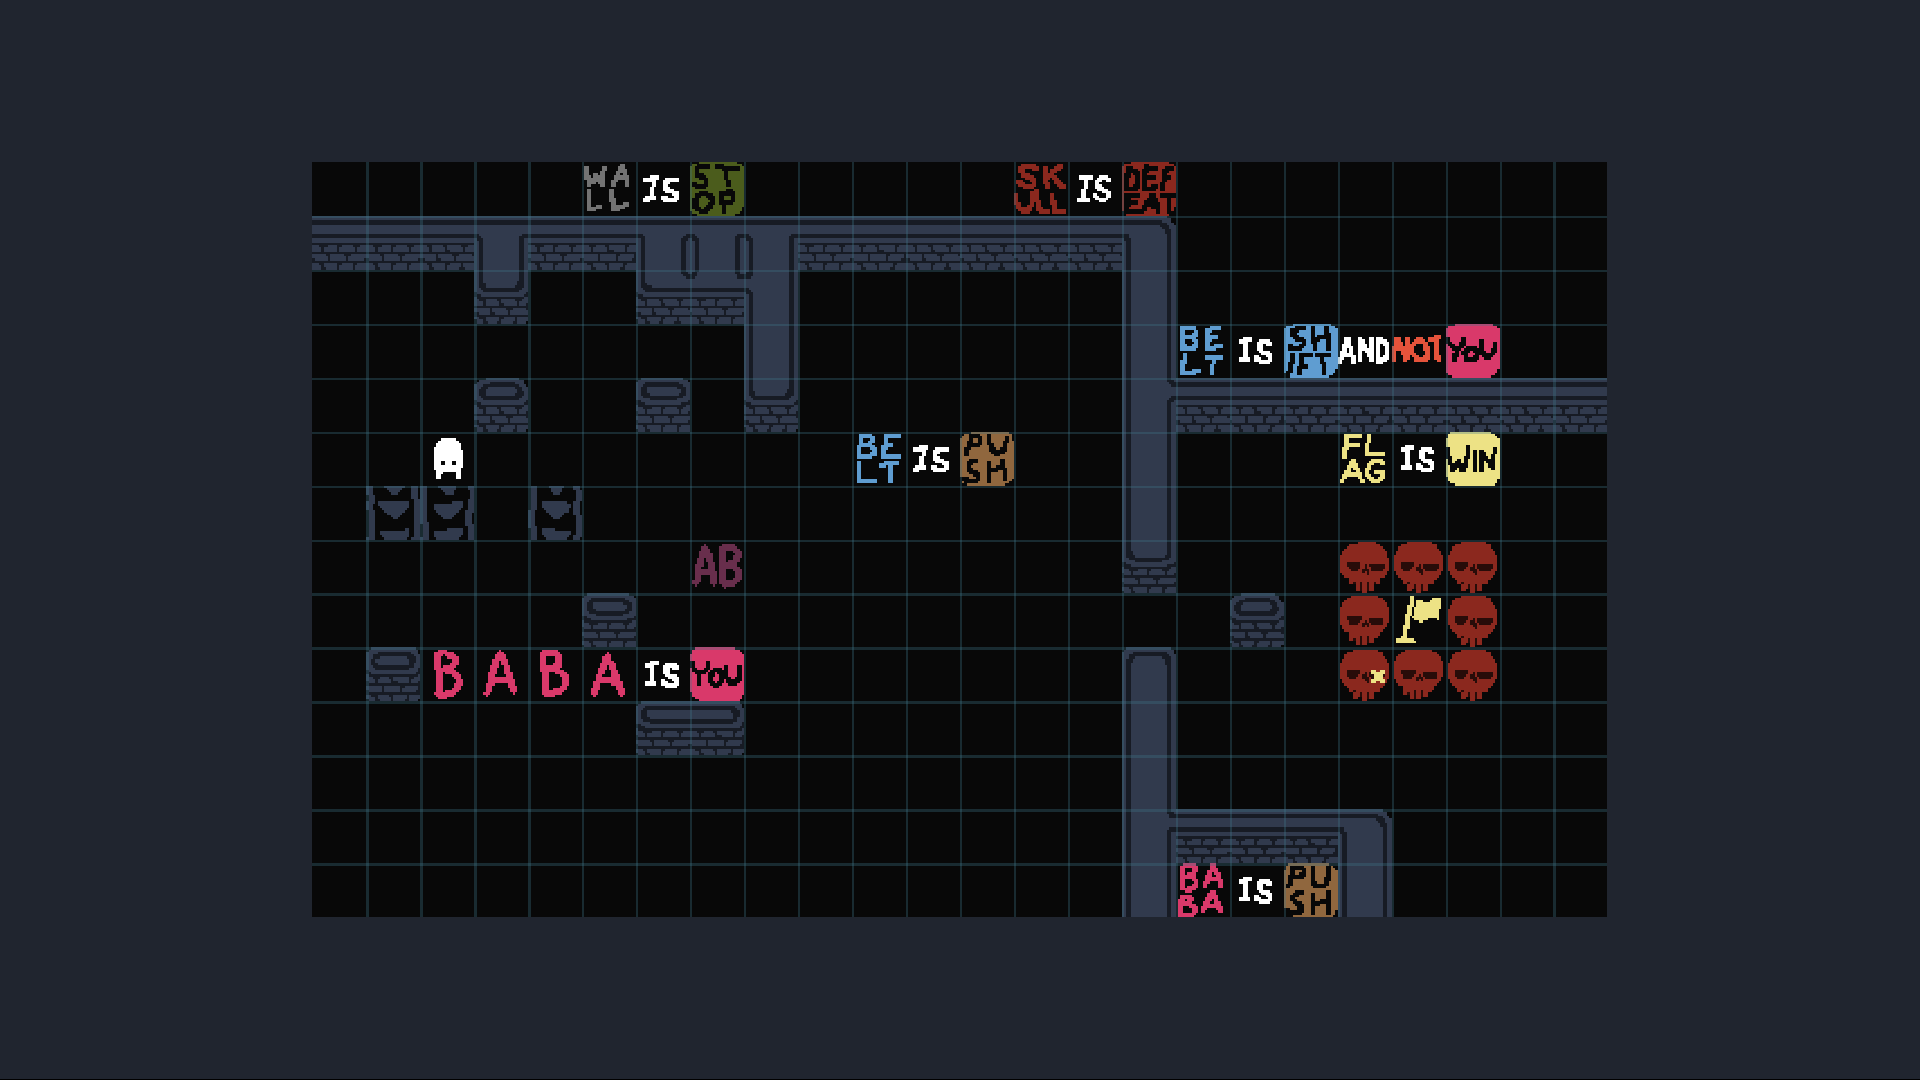 WALL IS STOP
SKULL IS DEFEAT
BELT IS SHIFT AND NOT YOU
BELT IS PUSH
FLAG IS WIN
AB
B A B A IS YOU
BABA IS PUSH